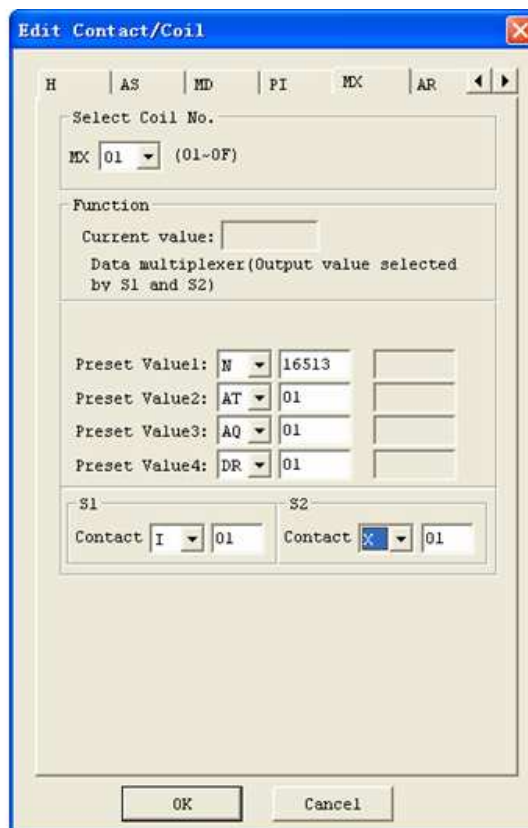 Edit Contact/Coil
H AS MD PI MX AR
Select Coil No.
MX 01 (01~0F)
Function
Current value:
Data multiplexer(Output value selected
by S1 and S2)
Preset Value1: N 16513
Preset Value2: AT 01
Preset Value3: AQ 01
Preset Value4: DR 01
S1 S2
Contact I 01 Contact X 01
OK Cancel